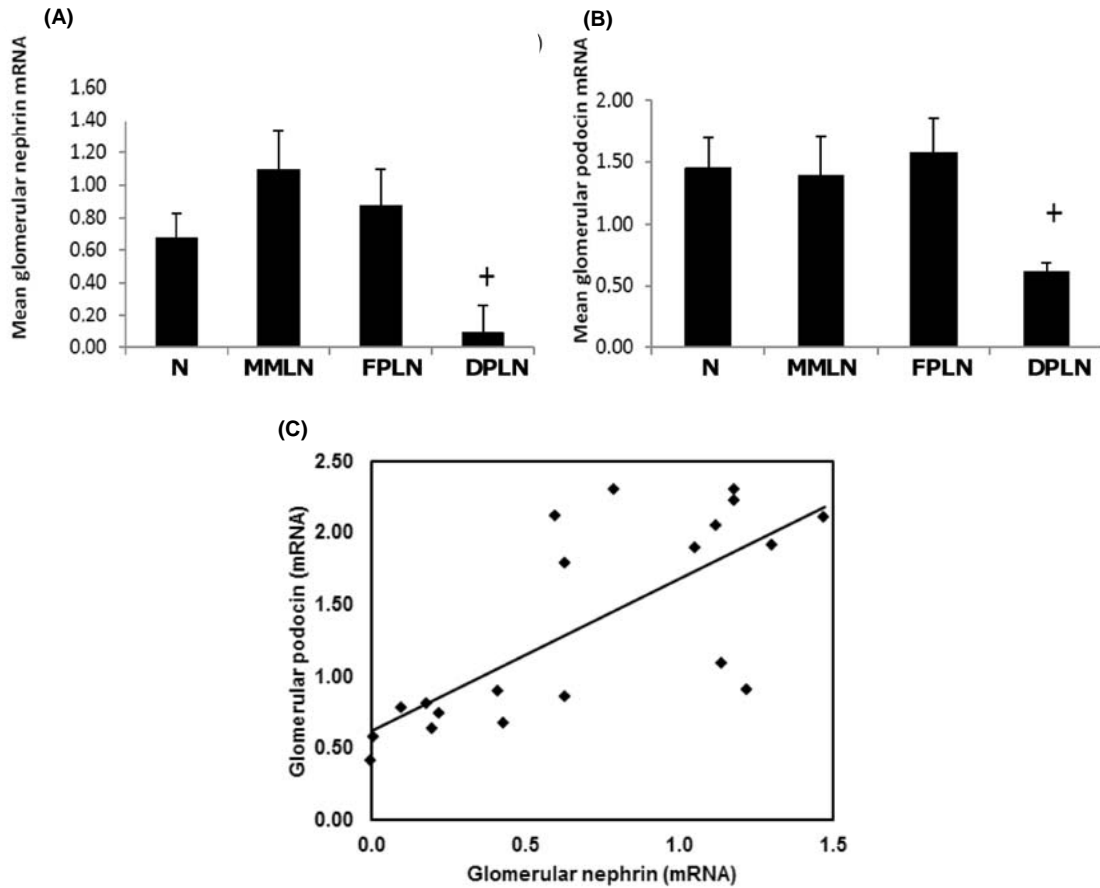 (A)
Mean glomerular nephrin mRNA
1.60
1.40
1.20
1.00
0.80
0.60
0.40
0.20
0.00
+
N MMLN FPLN DPLN
)
(B)
Mean glomerular podocin mRNA
2.00
1.50
1.00
0.50
0.00
+
N MMLN FPLN DPLN
(C)
Glomerular podocin (mRNA)
2.50
2.00
1.50
1.00
0.50
0.00
0.0 0.5 1.0 1.5
Glomerular nephrin (mRNA)